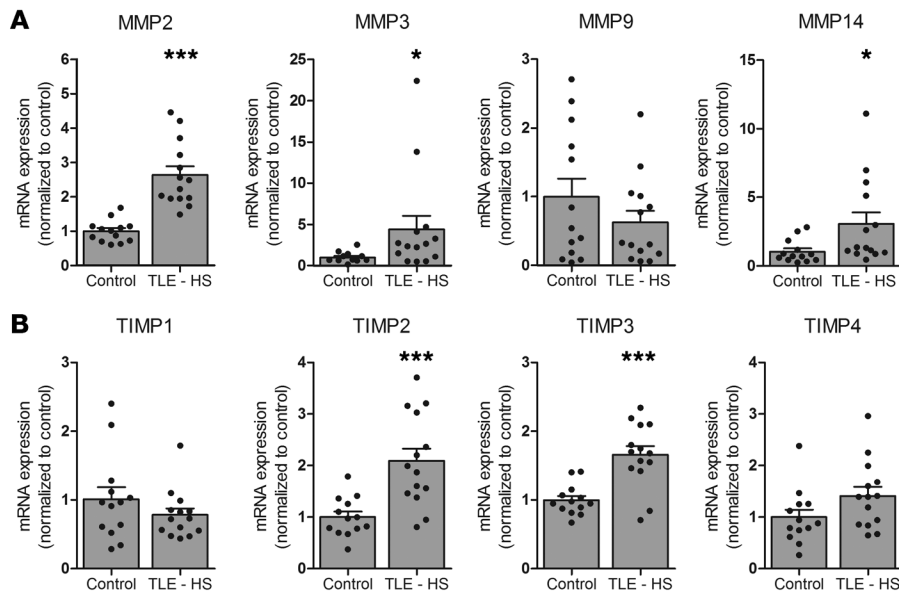 A
MMP2
MMP3
MMP9
MMP14
mRNA expression
(normalized to control)
6
5
4
3
2
1
0
***
Control
TLE - HS
mRNA expression
(normalized to control)
25
20
15
10
5
0
*
Control
TLE - HS
mRNA expression
(normalized to control)
3
2
1
0
Control
TLE - HS
mRNA expression
(normalized to control)
15
10
5
0
*
Control
TLE - HS
B
TIMP1
TIMP2
TIMP3
TIMP4
mRNA expression
(normalized to control)
3
2
1
0
Control
TLE - HS
mRNA expression
(normalized to control)
4
3
2
1
0
***
Control
TLE - HS
mRNA expression
(normalized to control)
3
2
1
0
***
Control
TLE - HS
mRNA expression
(normalized to control)
4
3
2
1
0
Control
TLE - HS